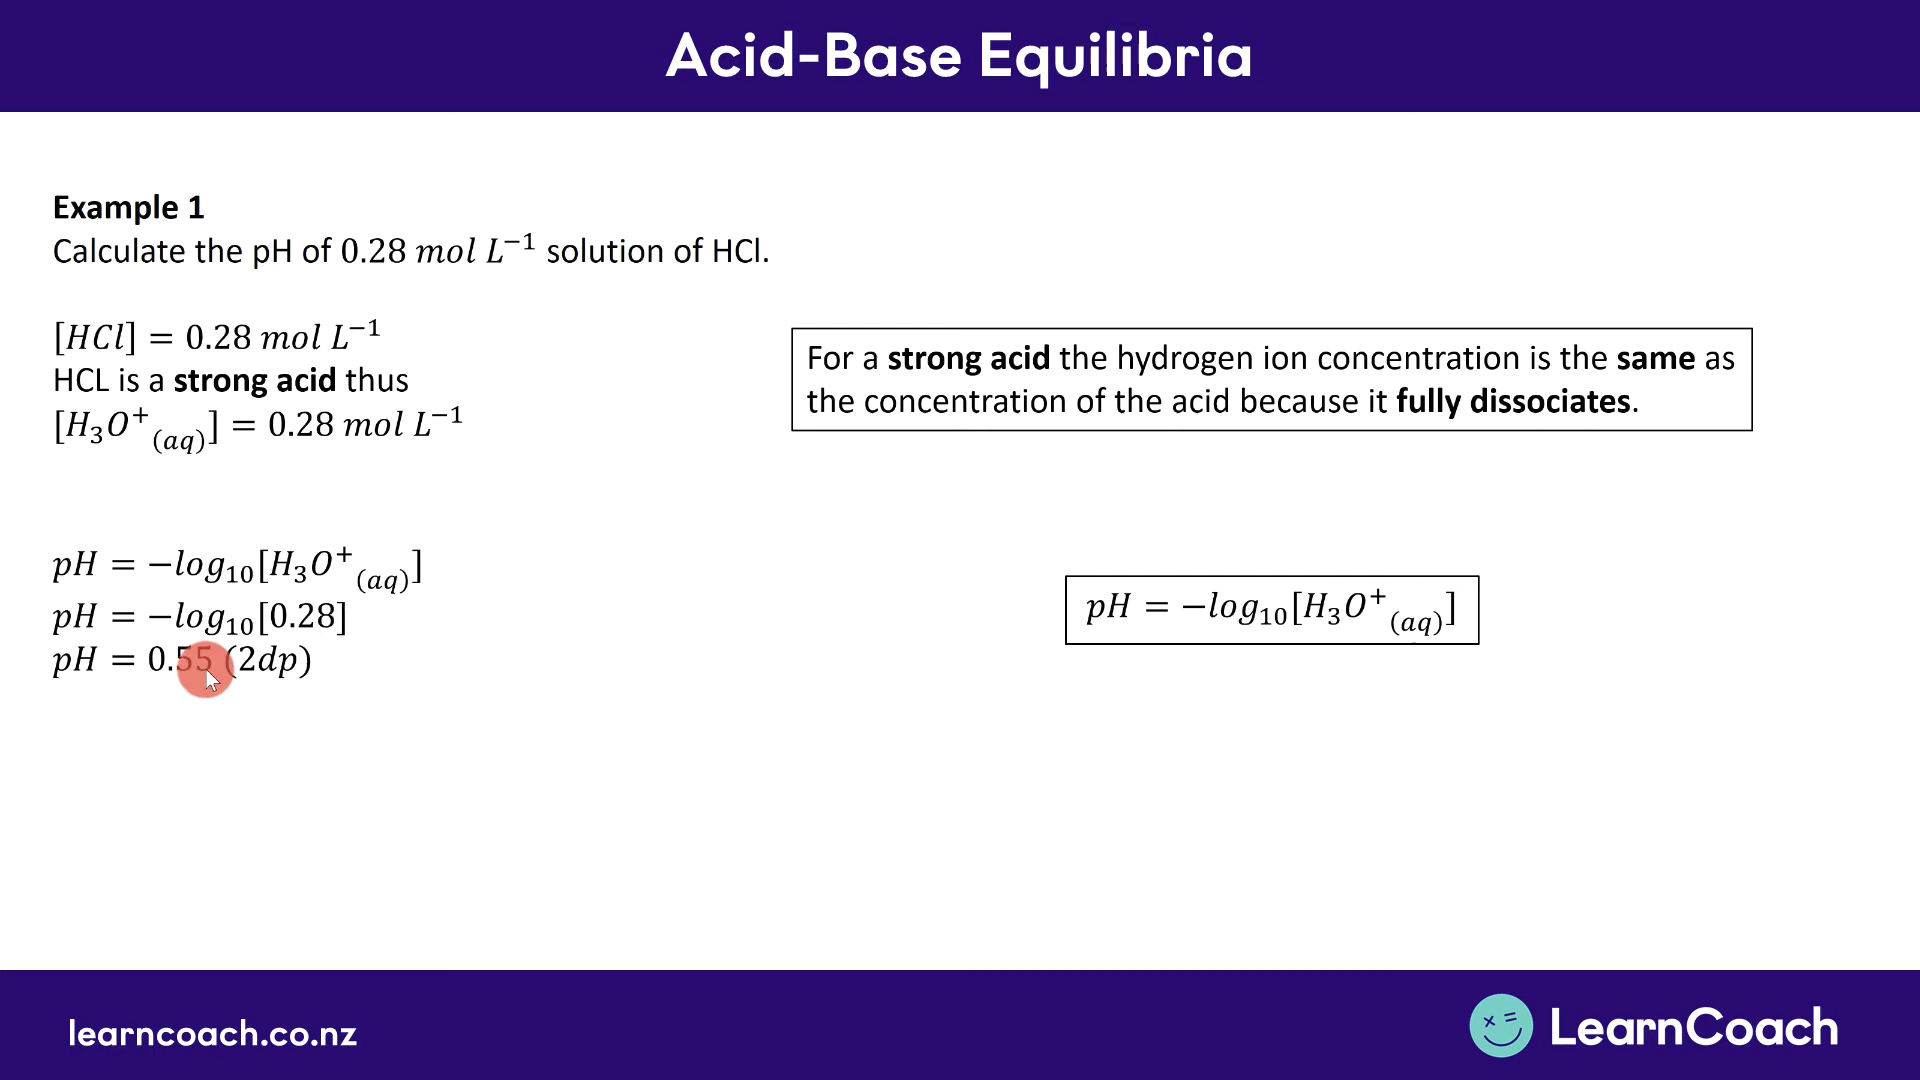 Acid-Base Equilibria
Example 1
Calculate the pH of 0.28 mol L⁻¹ solution of HCl.
[HCl] = 0.28 mol L⁻¹
HCL is a strong acid thus
[H₃O⁺₍aq₎] = 0.28 mol L⁻¹
For a strong acid the hydrogen ion concentration is the same as
the concentration of the acid because it fully dissociates.
pH = −log₁₀[H₃O⁺₍aq₎]
pH = −log₁₀[0.28]
pH = 0.55 (2dp)
pH = −log₁₀[H₃O⁺₍aq₎]
learncoach.co.nz
LearnCoach